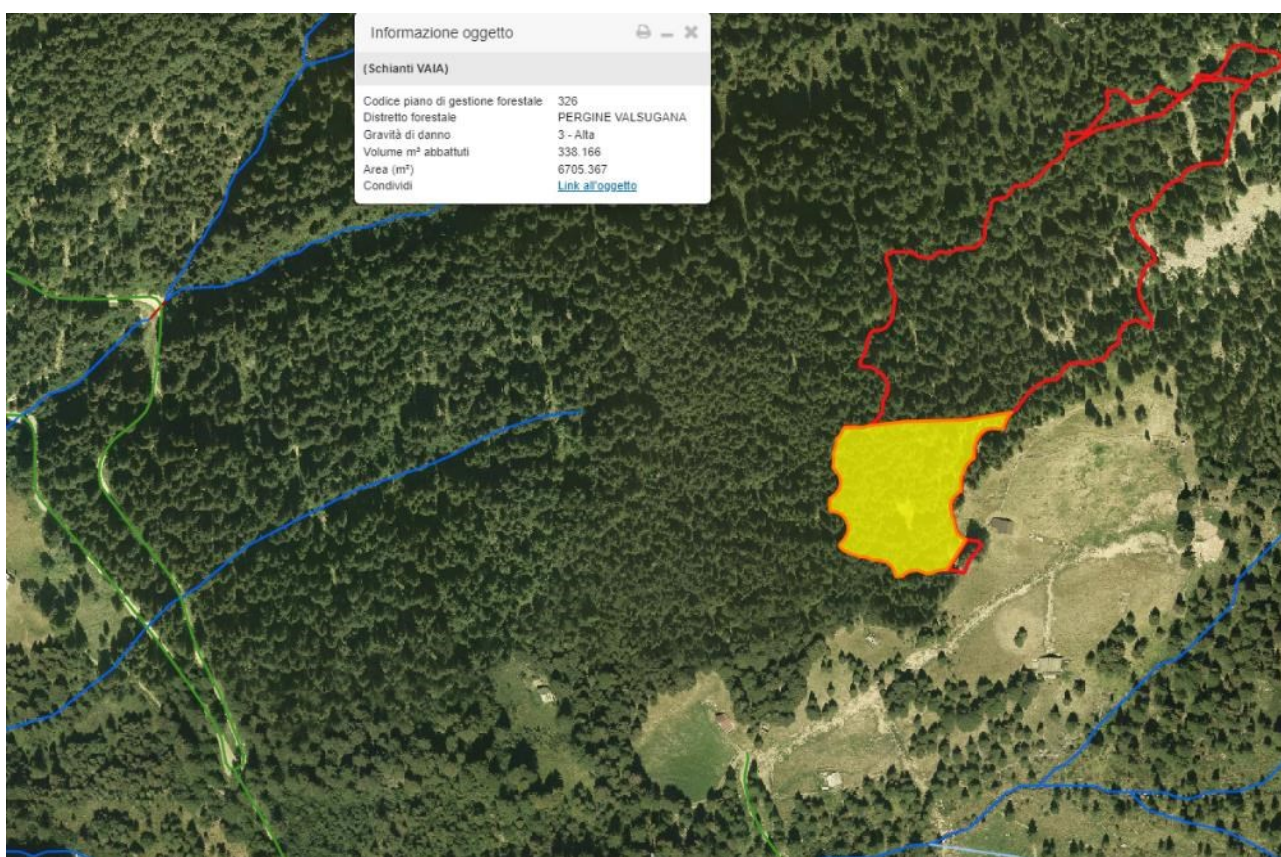 Informazione oggetto
(Schianti VAIA)
Codice piano di gestione forestale 326
Distretto forestale PERGINE VALSUGANA
Gravità di danno 3 - Alta
Volume m³ abbattuti 338.166
Area (m²) 6705.367
Condividi Link all'oggetto